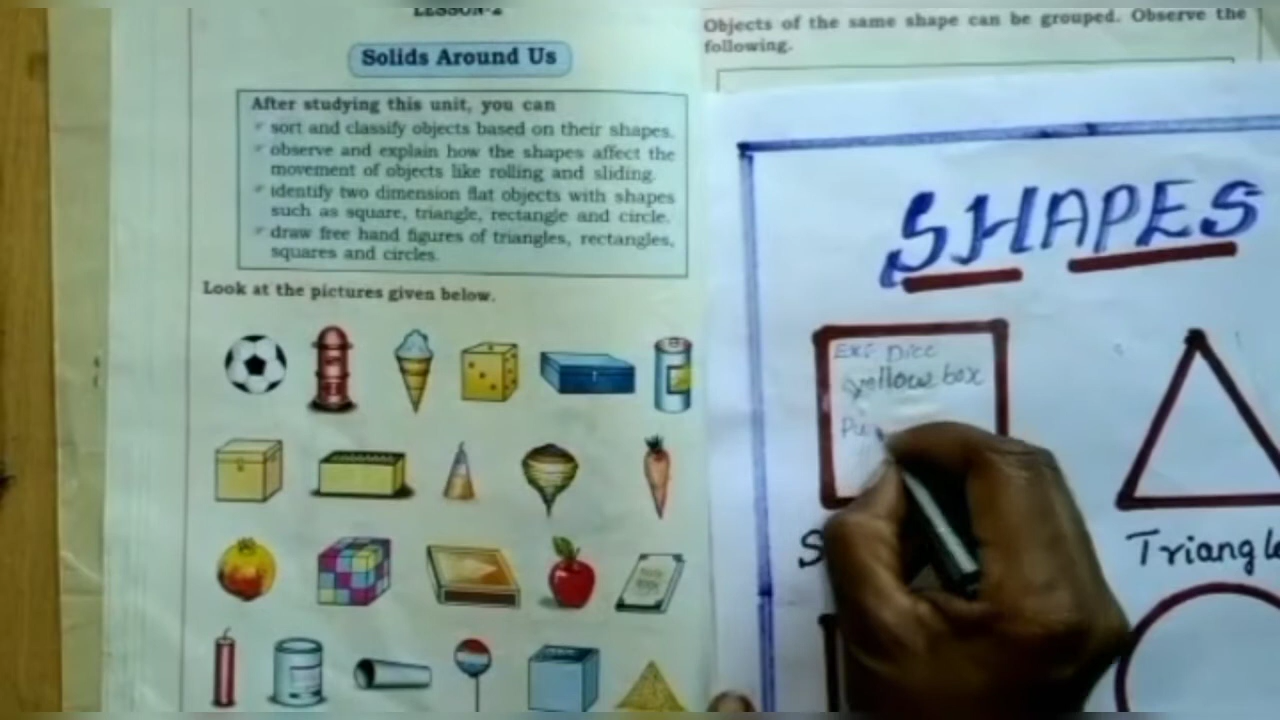 LESSON-2
Solids Around Us
After studying this unit, you can
sort and classify objects based on their shapes.
observe and explain how the shapes affect the
movement of objects like rolling and sliding.
identify two dimension flat objects with shapes
such as square, triangle, rectangle and circle.
draw free hand figures of triangles, rectangles,
squares and circles.
Look at the pictures given below.
Objects of the same shape can be grouped. Observe the
following.
SHAPES
Ex: Dice
yellow box
Pu
S
Triangle